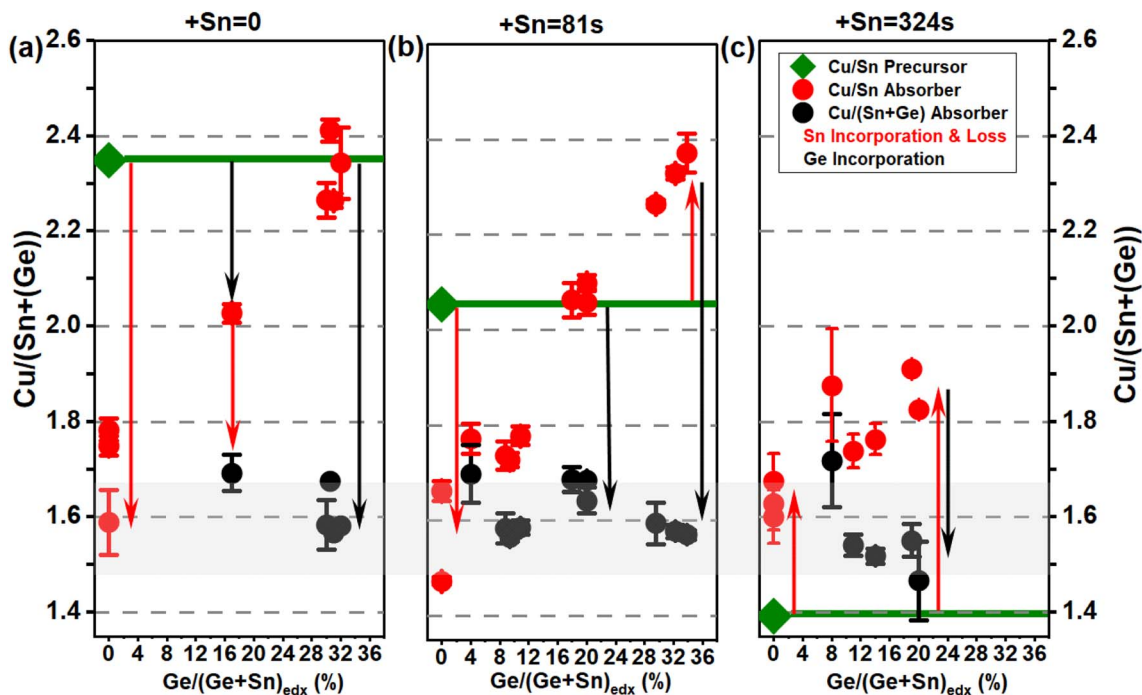 +Sn=0
+Sn=81s
+Sn=324s
(a)
(b)
(c)
Cu/(Sn+(Ge))
2.6
2.4
2.2
2.0
1.8
1.6
1.4
Cu/Sn Precursor
Cu/Sn Absorber
Cu/(Sn+Ge) Absorber
Sn Incorporation & Loss
Ge Incorporation
2.6
2.4
2.2
2.0
1.8
1.6
1.4
Cu/(Sn+(Ge))
0 4 8 12 16 20 24 28 32 36
0 4 8 12 16 20 24 28 32 36
0 4 8 12 16 20 24 28 32 36
Ge/(Ge+Sn)edx (%)
Ge/(Ge+Sn)edx (%)
Ge/(Ge+Sn)edx (%)